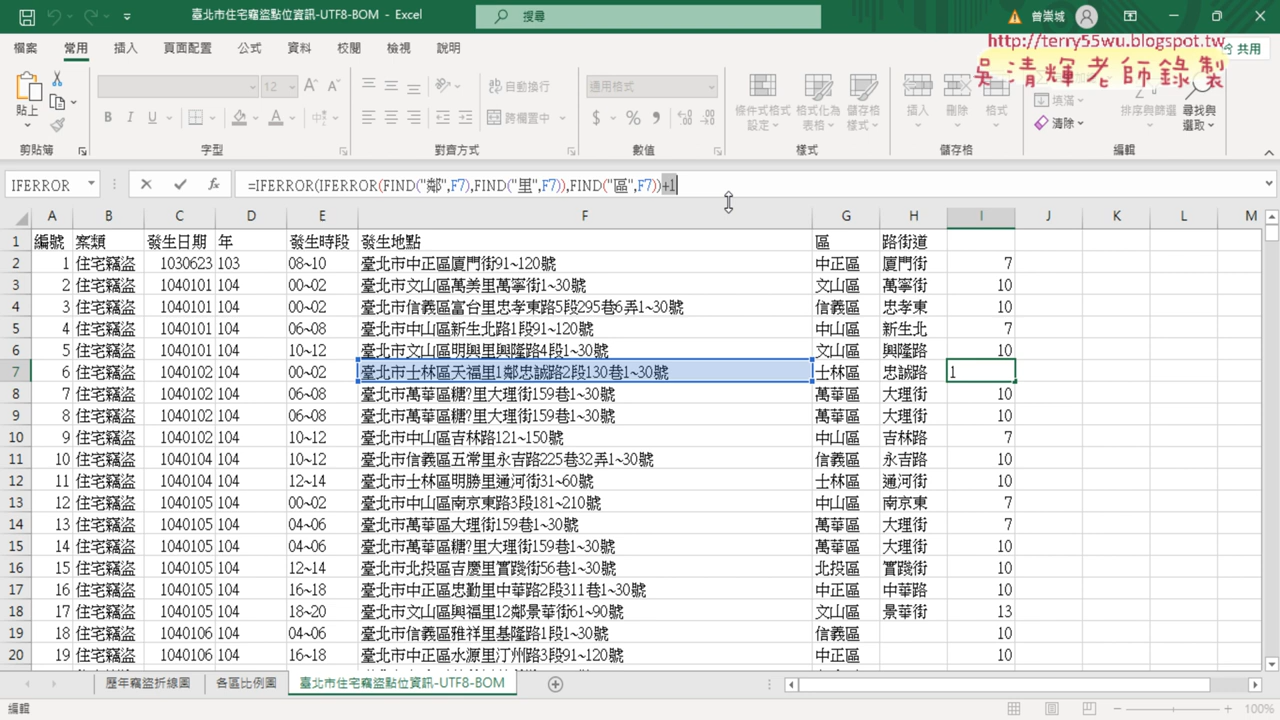 臺北市住宅竊盜點位資訊-UTF8-BOM - Excel
搜尋
曾崇城
http://terry55wu.blogspot.tw
吳清輝老師錄製
檔案 常用 插入 頁面配置 公式 資料 校閱 檢視 說明 共用
貼上
12
自動換行
通用格式
跨欄置中
條件式格式設定 格式化為表格 儲存格樣式
插入 刪除 格式
填滿
清除
排序與篩選 尋找與選取
剪貼簿 字型 對齊方式 數值 樣式 儲存格 編輯
IFERROR =IFERROR(IFERROR(FIND("鄰",F7),FIND("里",F7)),FIND("區",F7))+1
A B C D E F G H I J K L M
1 編號 案類 發生日期 年 發生時段 發生地點 區 路街道
2 1 住宅竊盜 1030623 103 08~10 臺北市中正區廈門街91~120號 中正區 廈門街 7
3 2 住宅竊盜 1040101 104 00~02 臺北市文山區萬美里萬寧街1~30號 文山區 萬寧街 10
4 3 住宅竊盜 1040101 104 00~02 臺北市信義區富台里忠孝東路5段295巷6弄1~30號 信義區 忠孝東 10
5 4 住宅竊盜 1040101 104 06~08 臺北市中山區新生北路1段91~120號 中山區 新生北 7
6 5 住宅竊盜 1040101 104 10~12 臺北市文山區明興里興隆路4段1~30號 文山區 興隆路 10
7 6 住宅竊盜 1040102 104 00~02 臺北市士林區天福里1鄰忠誠路2段130巷1~30號 士林區 忠誠路 1
8 7 住宅竊盜 1040102 104 06~08 臺北市萬華區糖?里大理街159巷1~30號 萬華區 大理街 10
9 8 住宅竊盜 1040102 104 06~08 臺北市萬華區糖?里大理街159巷1~30號 萬華區 大理街 10
10 9 住宅竊盜 1040102 104 10~12 臺北市中山區吉林路121~150號 中山區 吉林路 7
11 10 住宅竊盜 1040104 104 10~12 臺北市信義區五常里永吉路225巷32弄1~30號 信義區 永吉路 10
12 11 住宅竊盜 1040104 104 12~14 臺北市士林區明勝里通河街31~60號 士林區 通河街 10
13 12 住宅竊盜 1040105 104 00~02 臺北市中山區南京東路3段181~210號 中山區 南京東 7
14 13 住宅竊盜 1040105 104 04~06 臺北市萬華區大理街159巷1~30號 萬華區 大理街 7
15 14 住宅竊盜 1040105 104 04~06 臺北市萬華區糖?里大理街159巷1~30號 萬華區 大理街 10
16 15 住宅竊盜 1040105 104 12~14 臺北市北投區吉慶里實踐街56巷1~30號 北投區 實踐街 10
17 16 住宅竊盜 1040105 104 16~18 臺北市中正區忠勤里中華路2段311巷1~30號 中正區 中華路 10
18 17 住宅竊盜 1040105 104 18~20 臺北市文山區興福里12鄰景華街61~90號 文山區 景華街 13
19 18 住宅竊盜 1040106 104 04~06 臺北市信義區雅祥里基隆路1段1~30號 信義區 10
20 19 住宅竊盜 1040106 104 16~18 臺北市中正區水源里汀州路3段91~120號 中正區 10
歷年竊盜折線圖 各區比例圖 臺北市住宅竊盜點位資訊-UTF8-BOM
編輯 100%